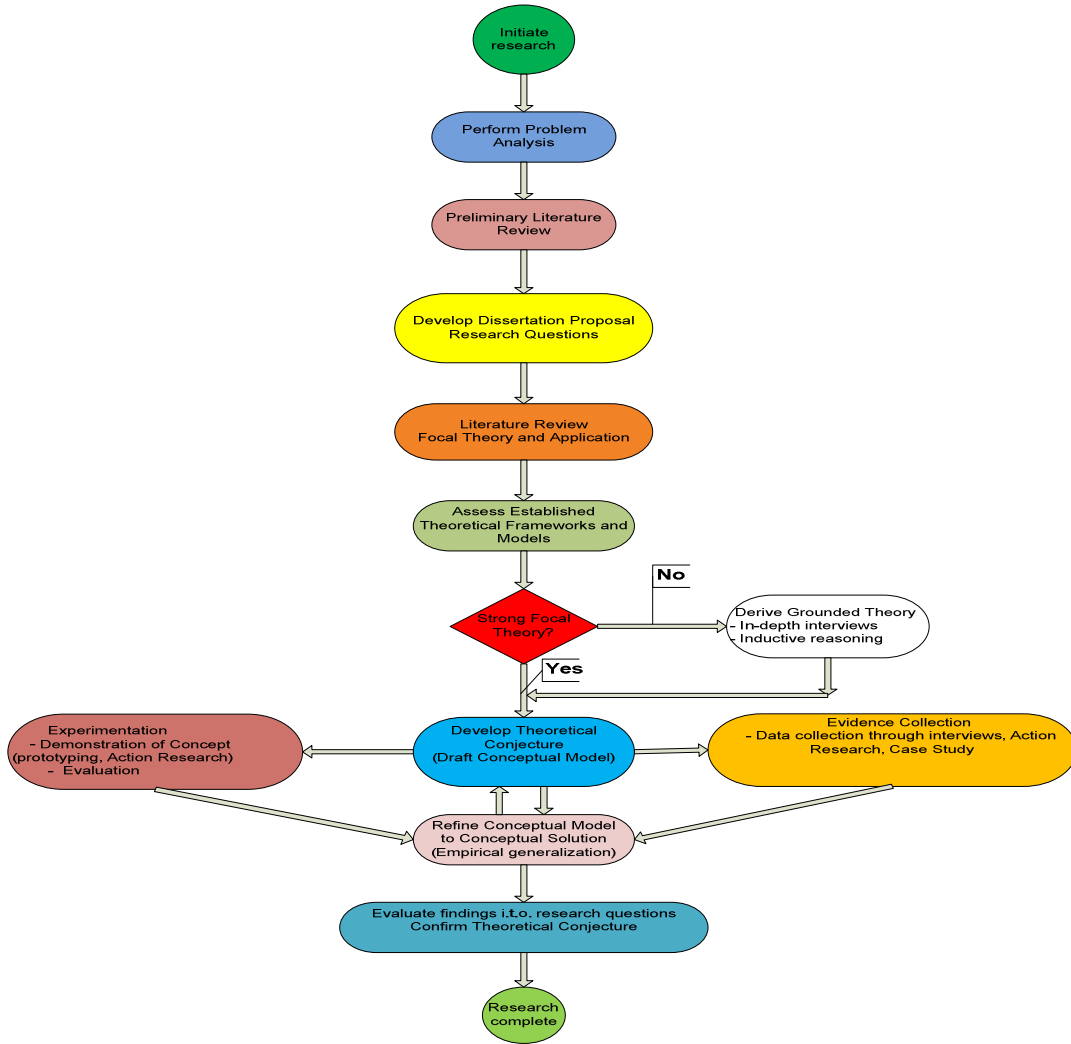 Initiate
research
Perform Problem
Analysis
Preliminary Literature
Review
Develop Dissertation Proposal
Research Questions
Literature Review
Focal Theory and Application
Assess Established
Theoretical Frameworks and
Models
Strong Focal
Theory?
No
Derive Grounded Theory
- In-depth interviews
- Inductive reasoning
Yes
Experimentation
- Demonstration of Concept
(prototyping, Action Research)
- Evaluation
Develop Theoretical
Conjecture
(Draft Conceptual Model)
Evidence Collection
- Data collection through interviews, Action
Research, Case Study
Refine Conceptual Model
to Conceptual Solution
(Empirical generalization)
Evaluate findings i.t.o. research questions
Confirm Theoretical Conjecture
Research
complete